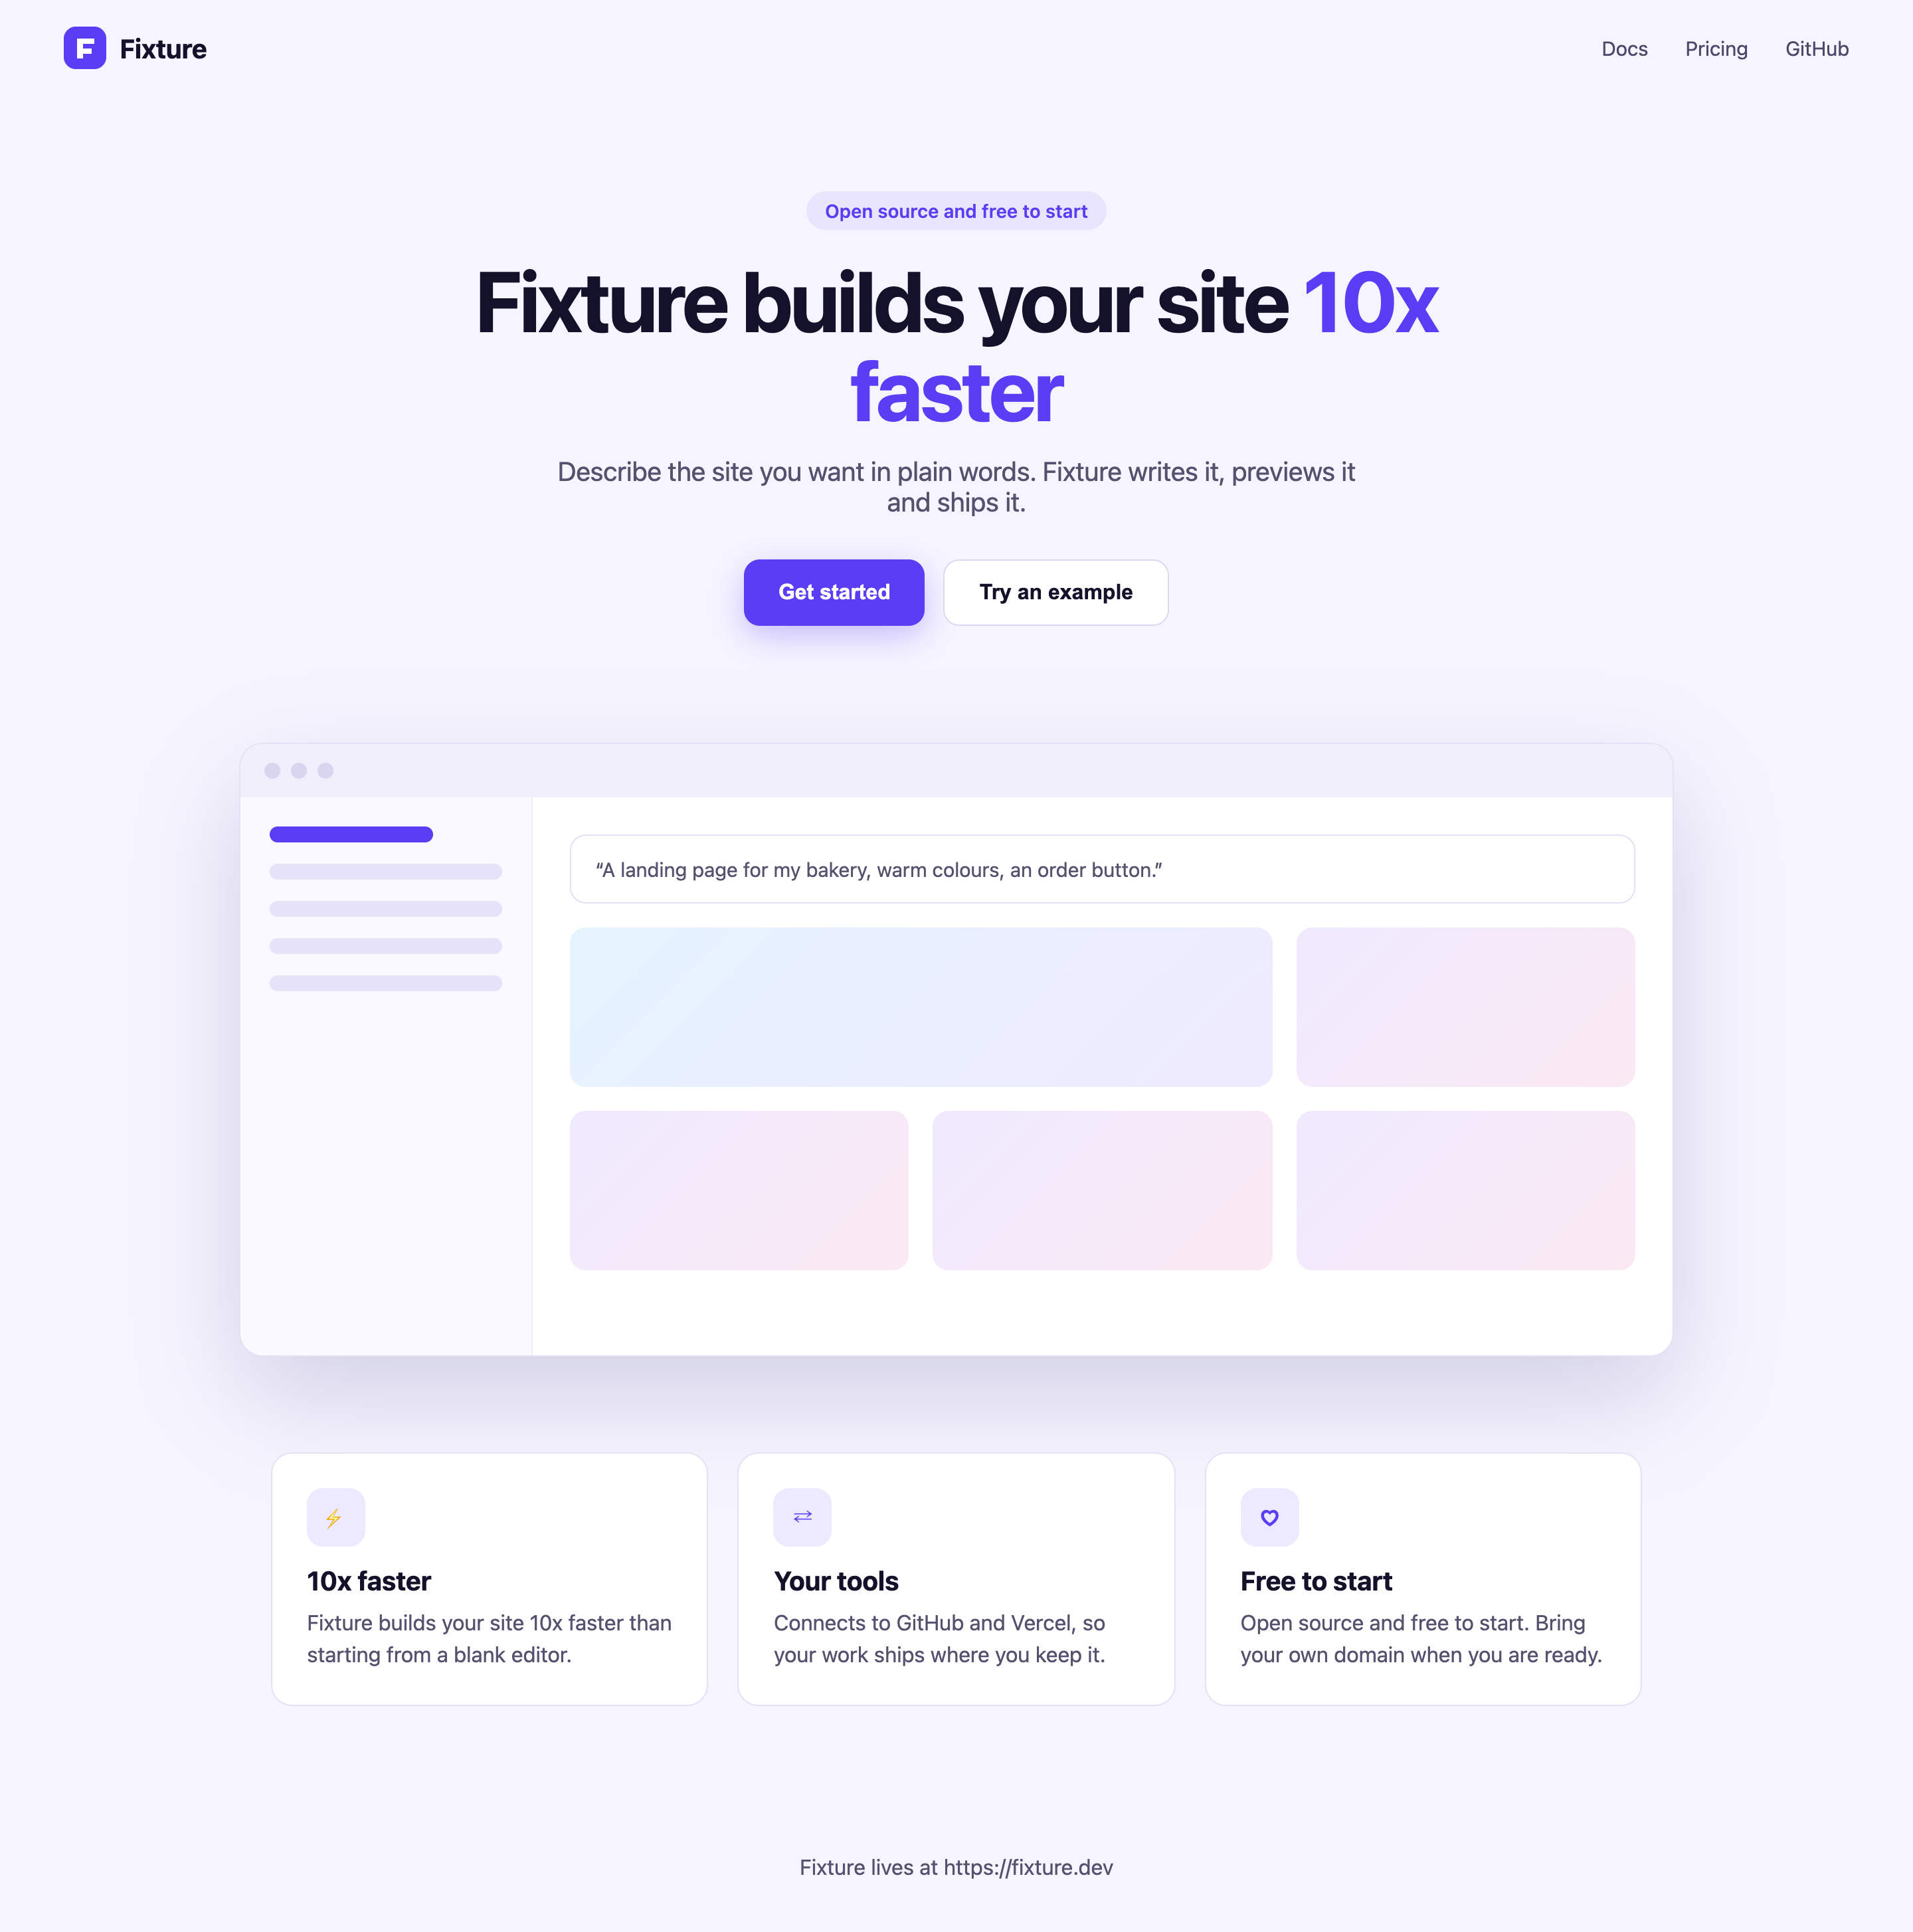 Fixture
Docs
Pricing
GitHub
Open source and free to start
Fixture builds your site 10x
faster
Describe the site you want in plain words. Fixture writes it, previews it
and ships it.
Get started
Try an example
“A landing page for my bakery, warm colours, an order button.”
10x faster
Fixture builds your site 10x faster than
starting from a blank editor.
Your tools
Connects to GitHub and Vercel, so
your work ships where you keep it.
Free to start
Open source and free to start. Bring
your own domain when you are ready.
Fixture lives at https://fixture.dev